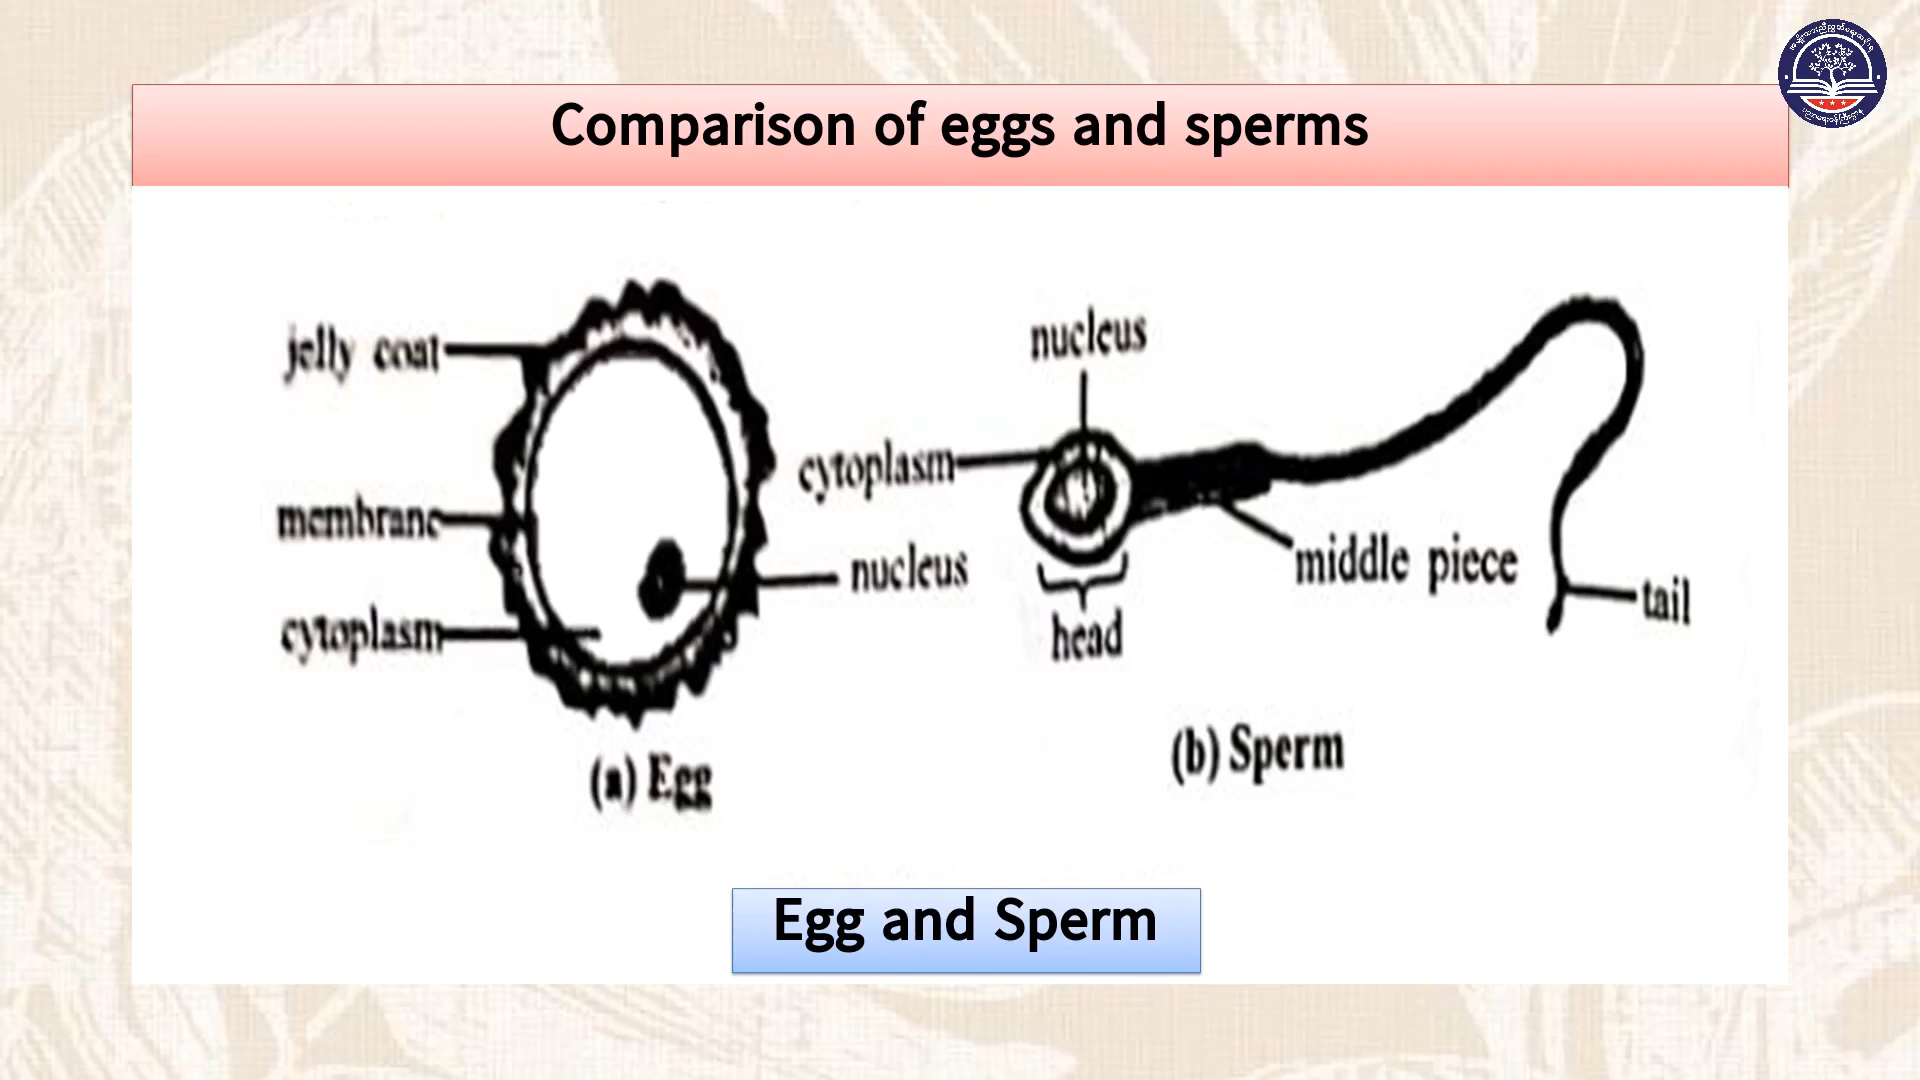 Comparison of eggs and sperms
jelly coat
membrane
cytoplasm
nucleus
(a) Egg
nucleus
cytoplasm
middle piece
head
tail
(b) Sperm
Egg and Sperm